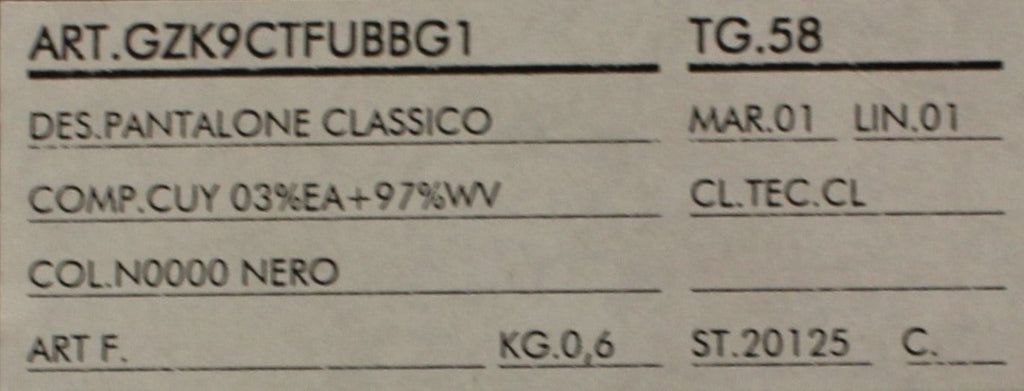 ART.GZK9CTFUBBG1 TG.58
DES.PANTALONE CLASSICO MAR.01 LIN.01
COMP.CUY 03%EA+97%WV CL.TEC.CL
COL.N0000 NERO
ART F. KG.0,6 ST.20125 C.